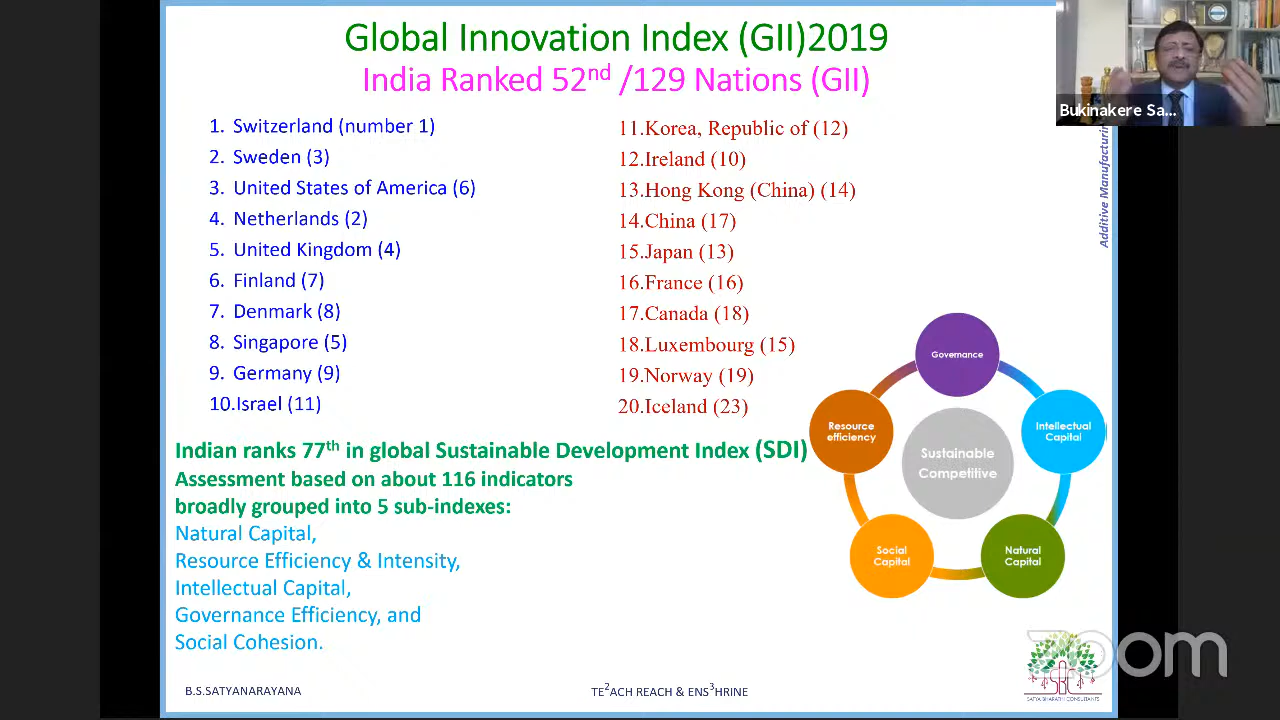 Global Innovation Index (GII)2019
India Ranked 52nd /129 Nations (GII)
1. Switzerland (number 1)
2. Sweden (3)
3. United States of America (6)
4. Netherlands (2)
5. United Kingdom (4)
6. Finland (7)
7. Denmark (8)
8. Singapore (5)
9. Germany (9)
10.Israel (11)
11.Korea, Republic of (12)
12.Ireland (10)
13.Hong Kong (China) (14)
14.China (17)
15.Japan (13)
16.France (16)
17.Canada (18)
18.Luxembourg (15)
19.Norway (19)
20.Iceland (23)
Indian ranks 77th in global Sustainable Development Index (SDI)
Assessment based on about 116 indicators
broadly grouped into 5 sub-indexes:
Natural Capital,
Resource Efficiency & Intensity,
Intellectual Capital,
Governance Efficiency, and
Social Cohesion.
Governance
Resource
efficiency
Intellectual
Capital
Sustainable
Competitive
Social
Capital
Natural
Capital
Bukinakere Sa...
Additive Manufacturin
B.S.SATYANARAYANA
TE2ACH REACH & ENS3HRINE
SATYA BHARATH CONSULTANTS
zoom